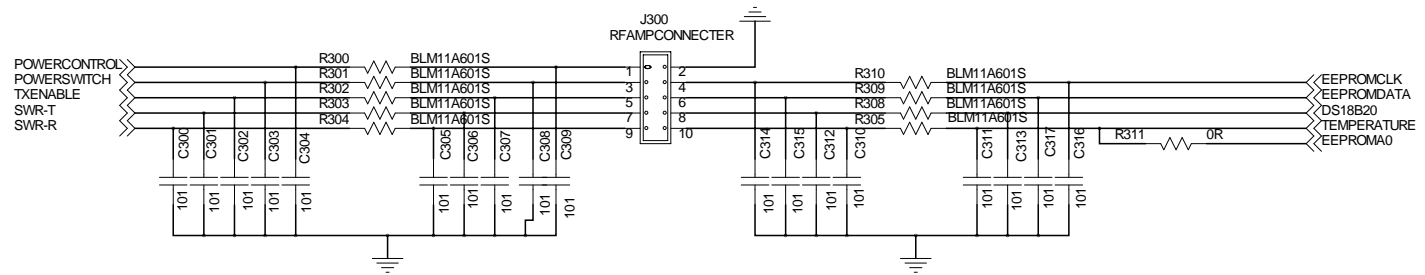 J300
RFAMPCONNECTER
POWERCONTROL
POWERSWITCH
TXENABLE
SWR-T
SWR-R
R300 BLM11A601S
R301 BLM11A601S
R302 BLM11A601S
R303 BLM11A601S
R304 BLM11A601S
1 2
3 4
5 6
7 8
9 10
R310 BLM11A601S
R309 BLM11A601S
R308 BLM11A601S
R305 BLM11A601S
EEPROMCLK
EEPROMDATA
DS18B20
TEMPERATURE
EEPROMA0
R311 0R
C300 C301 C302 C303 C304
101 101 101 101 101
C305 C306 C307 C308 C309
101 101 101 101 101
C314 C315 C312 C310
101 101 101 101
C311 C313 C317 C316
101 101 101 101